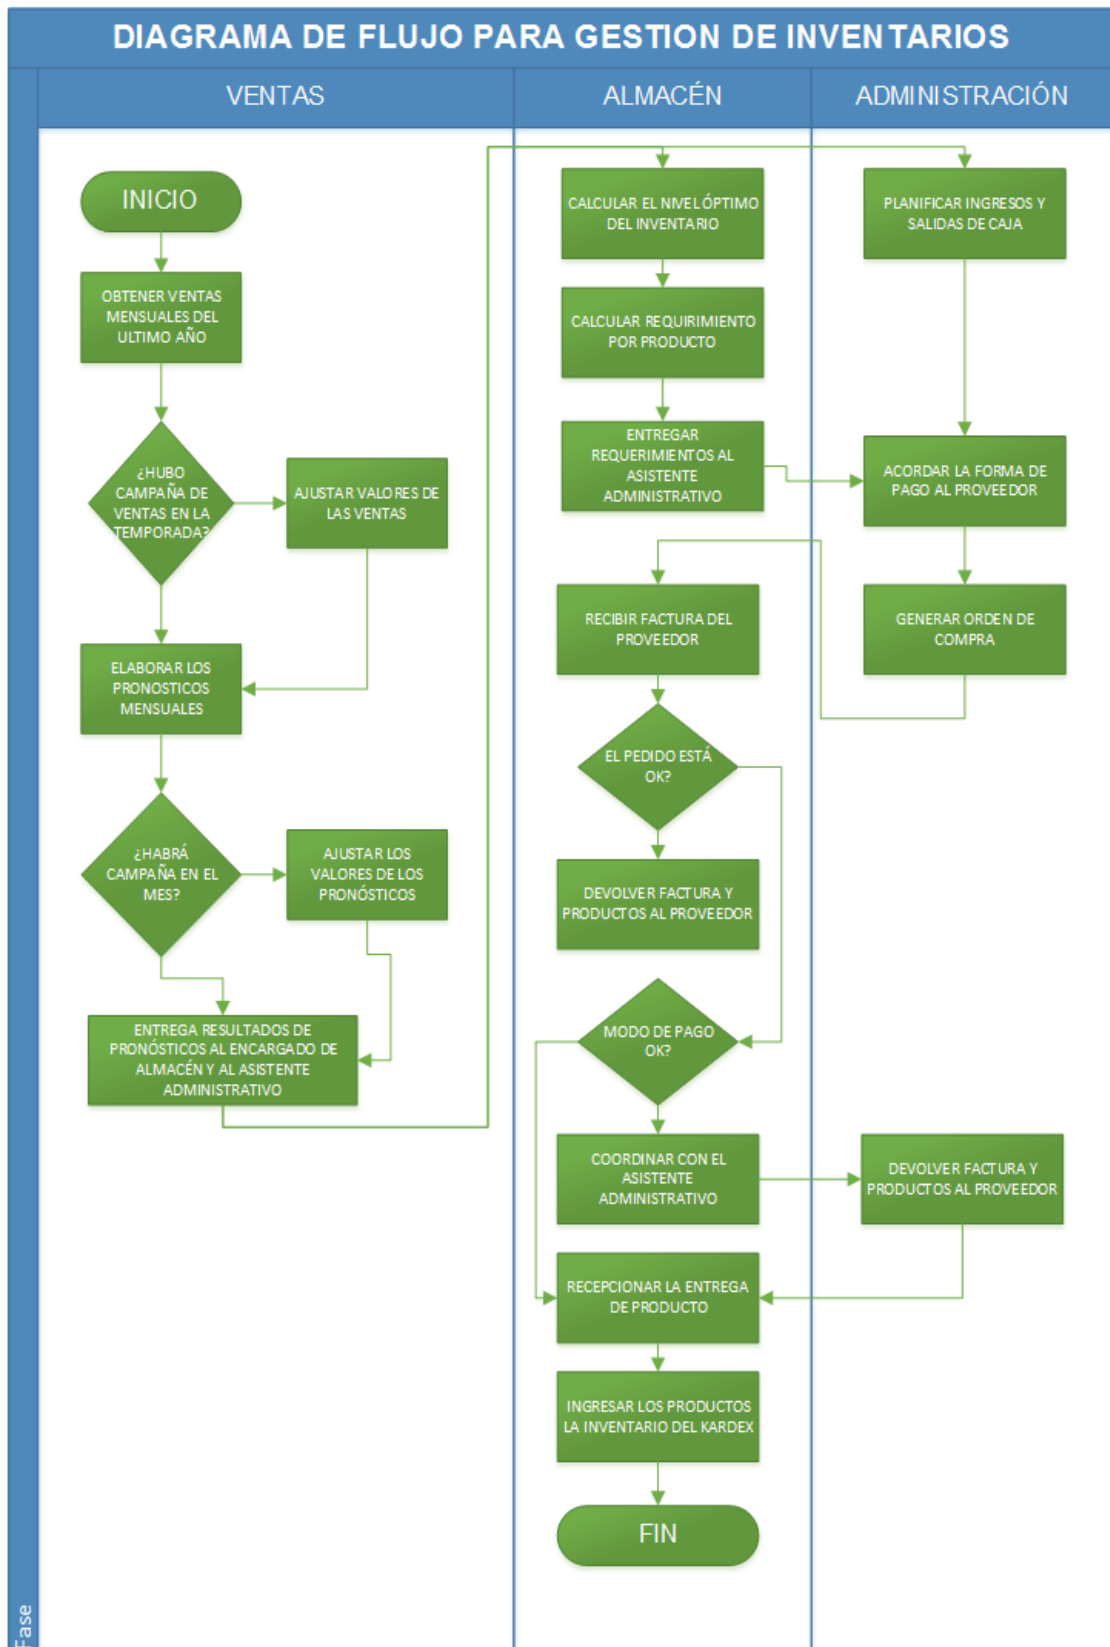 DIAGRAMA DE FLUJO PARA GESTION DE INVENTARIOS
VENTAS
ALMACÉN
ADMINISTRACIÓN
INICIO
OBTENER VENTAS
MENSUALES DEL
ULTIMO AÑO
¿HUBO
CAMPAÑA DE
VENTAS EN LA
TEMPORADA?
AJUSTAR VALORES DE
LAS VENTAS
ELABORAR LOS
PRONOSTICOS
MENSUALES
¿HABRÁ
CAMPAÑA EN EL
MES?
AJUSTAR LOS
VALORES DE LOS
PRONÓSTICOS
ENTREGA RESULTADOS DE
PRONÓSTICOS AL ENCARGADO DE
ALMACÉN Y AL ASISTENTE
ADMINISTRATIVO
CALCULAR EL NIVEL ÓPTIMO
DEL INVENTARIO
CALCULAR REQUIRIMIENTO
POR PRODUCTO
ENTREGAR
REQUERIMIENTOS AL
ASISTENTE
ADMINISTRATIVO
RECIBIR FACTURA DEL
PROVEEDOR
EL PEDIDO ESTÁ
OK?
DEVOLVER FACTURA Y
PRODUCTOS AL PROVEEDOR
MODO DE PAGO
OK?
COORDINAR CON EL
ASISTENTE
ADMINISTRATIVO
RECEPCIONAR LA ENTREGA
DE PRODUCTO
INGRESAR LOS PRODUCTOS
LA INVENTARIO DEL KARDEX
FIN
PLANIFICAR INGRESOS Y
SALIDAS DE CAJA
ACORDAR LA FORMA DE
PAGO AL PROVEEDOR
GENERAR ORDEN DE
COMPRA
DEVOLVER FACTURA Y
PRODUCTOS AL PROVEEDOR
Fase